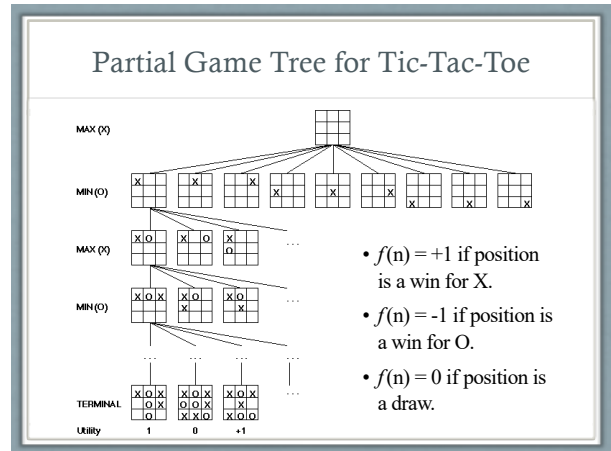 Partial Game Tree for Tic-Tac-Toe
MAX (X)
MIN (O)
X X X X X X X X X
MAX (X)
X O X O X
O
...
MIN (O)
X O X X O X O
X X
...
... ... ... ...
TERMINAL
X O X X O X X O X
O X O O X X
O X X O X O O
...
Utility 1 0 +1
• f(n) = +1 if position
is a win for X.
• f(n) = -1 if position is
a win for O.
• f(n) = 0 if position is
a draw.